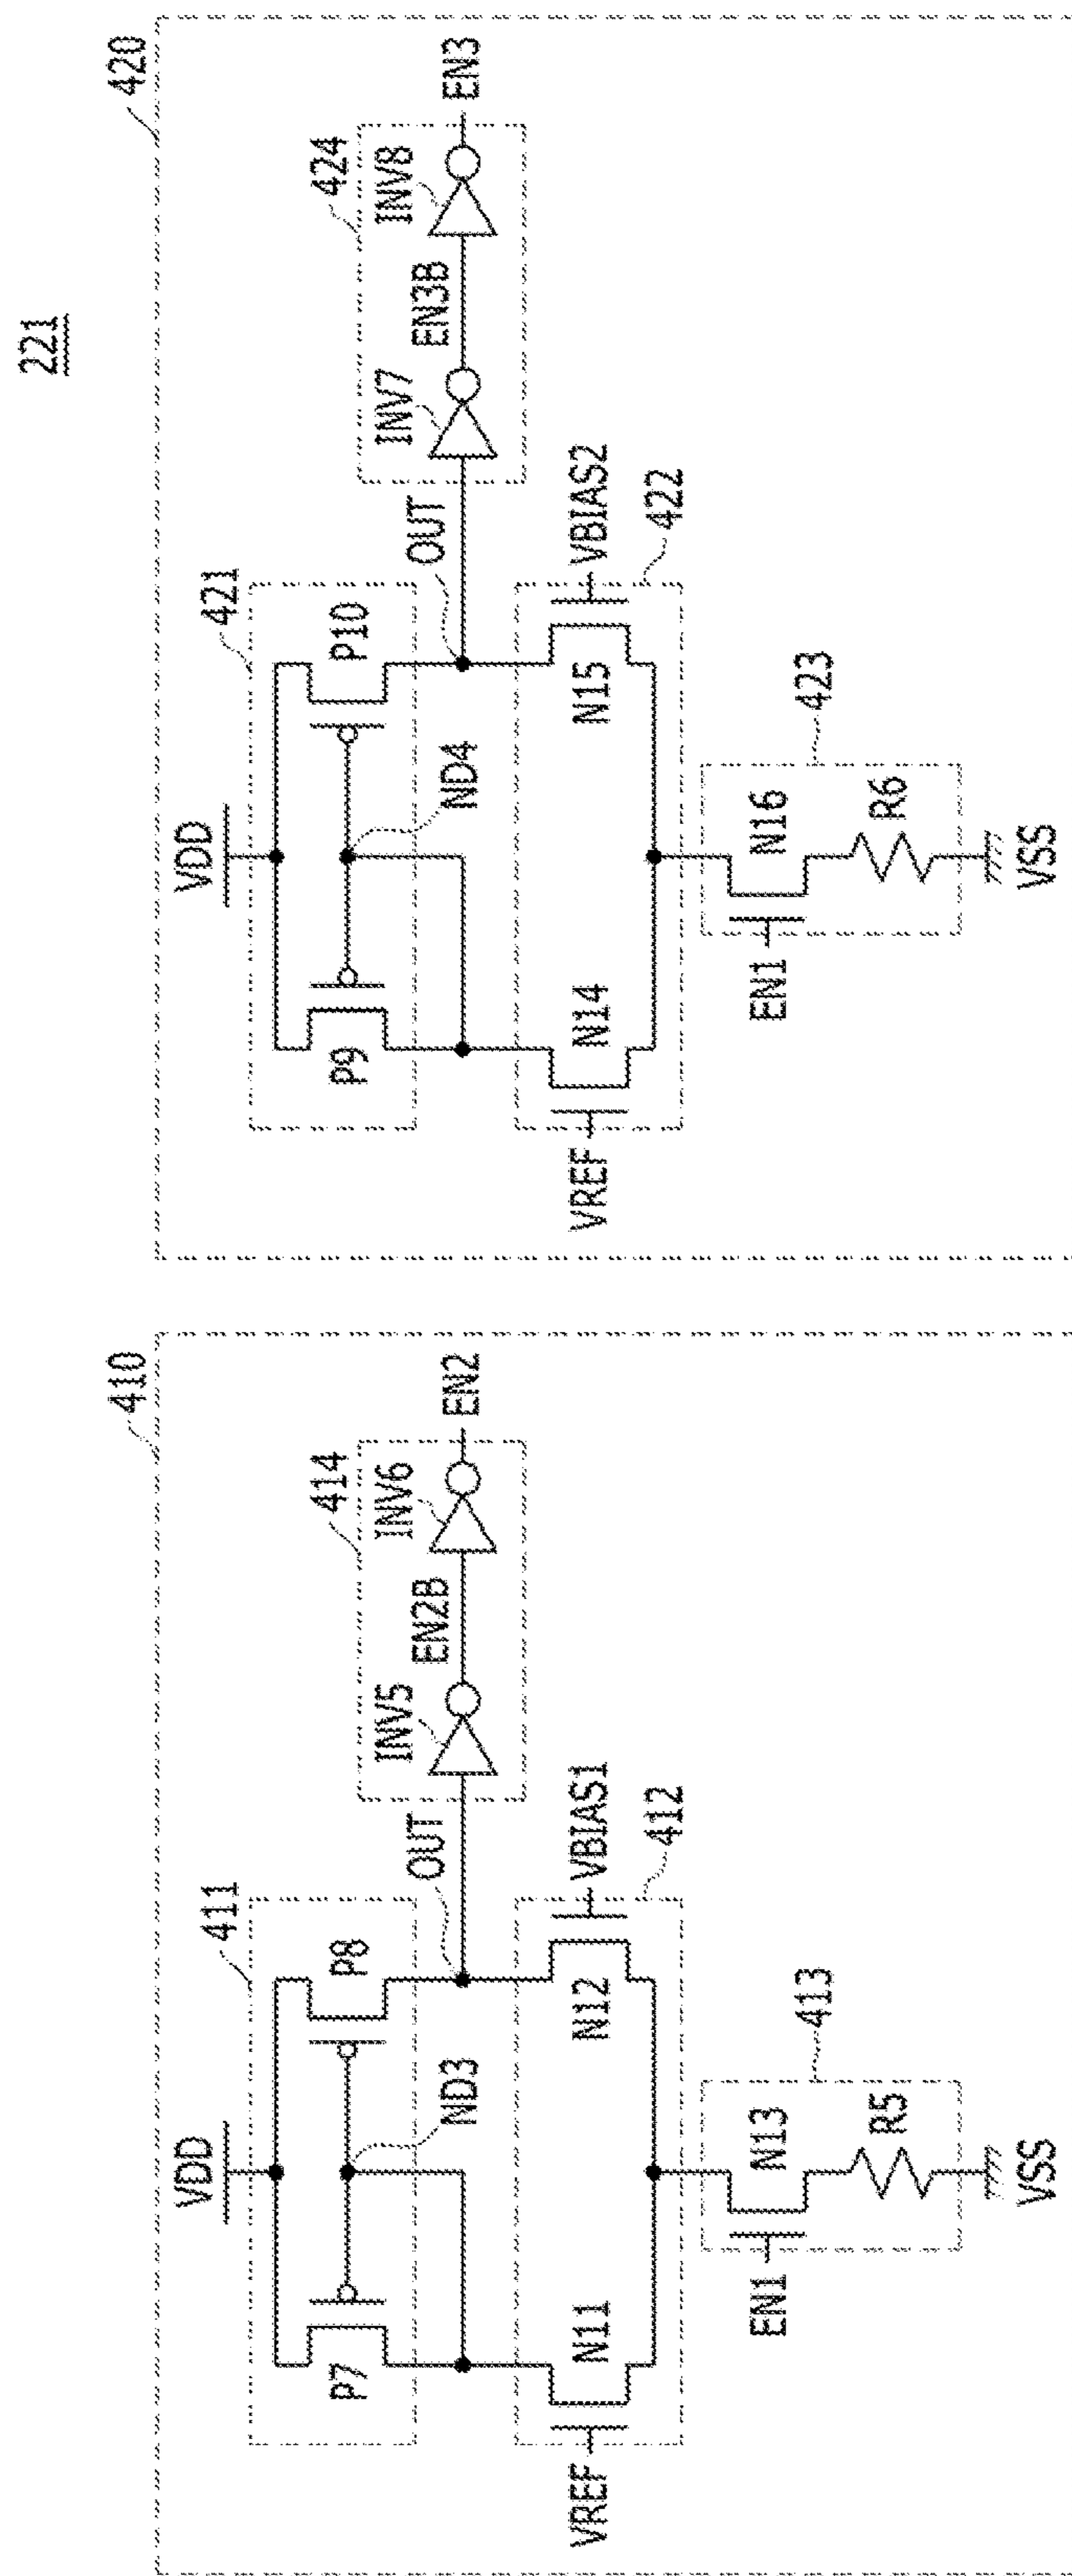 221
410
411
VDD
P7
P8
ND3
OUT
414
INV5
EN2B
INV6
EN2
VREF
N11
N12
VBIAS1
412
EN1
N13
R5
413
VSS
420
421
VDD
P9
P10
ND4
OUT
424
INV7
EN3B
INV8
EN3
VREF
N14
N15
VBIAS2
422
EN1
N16
R6
423
VSS